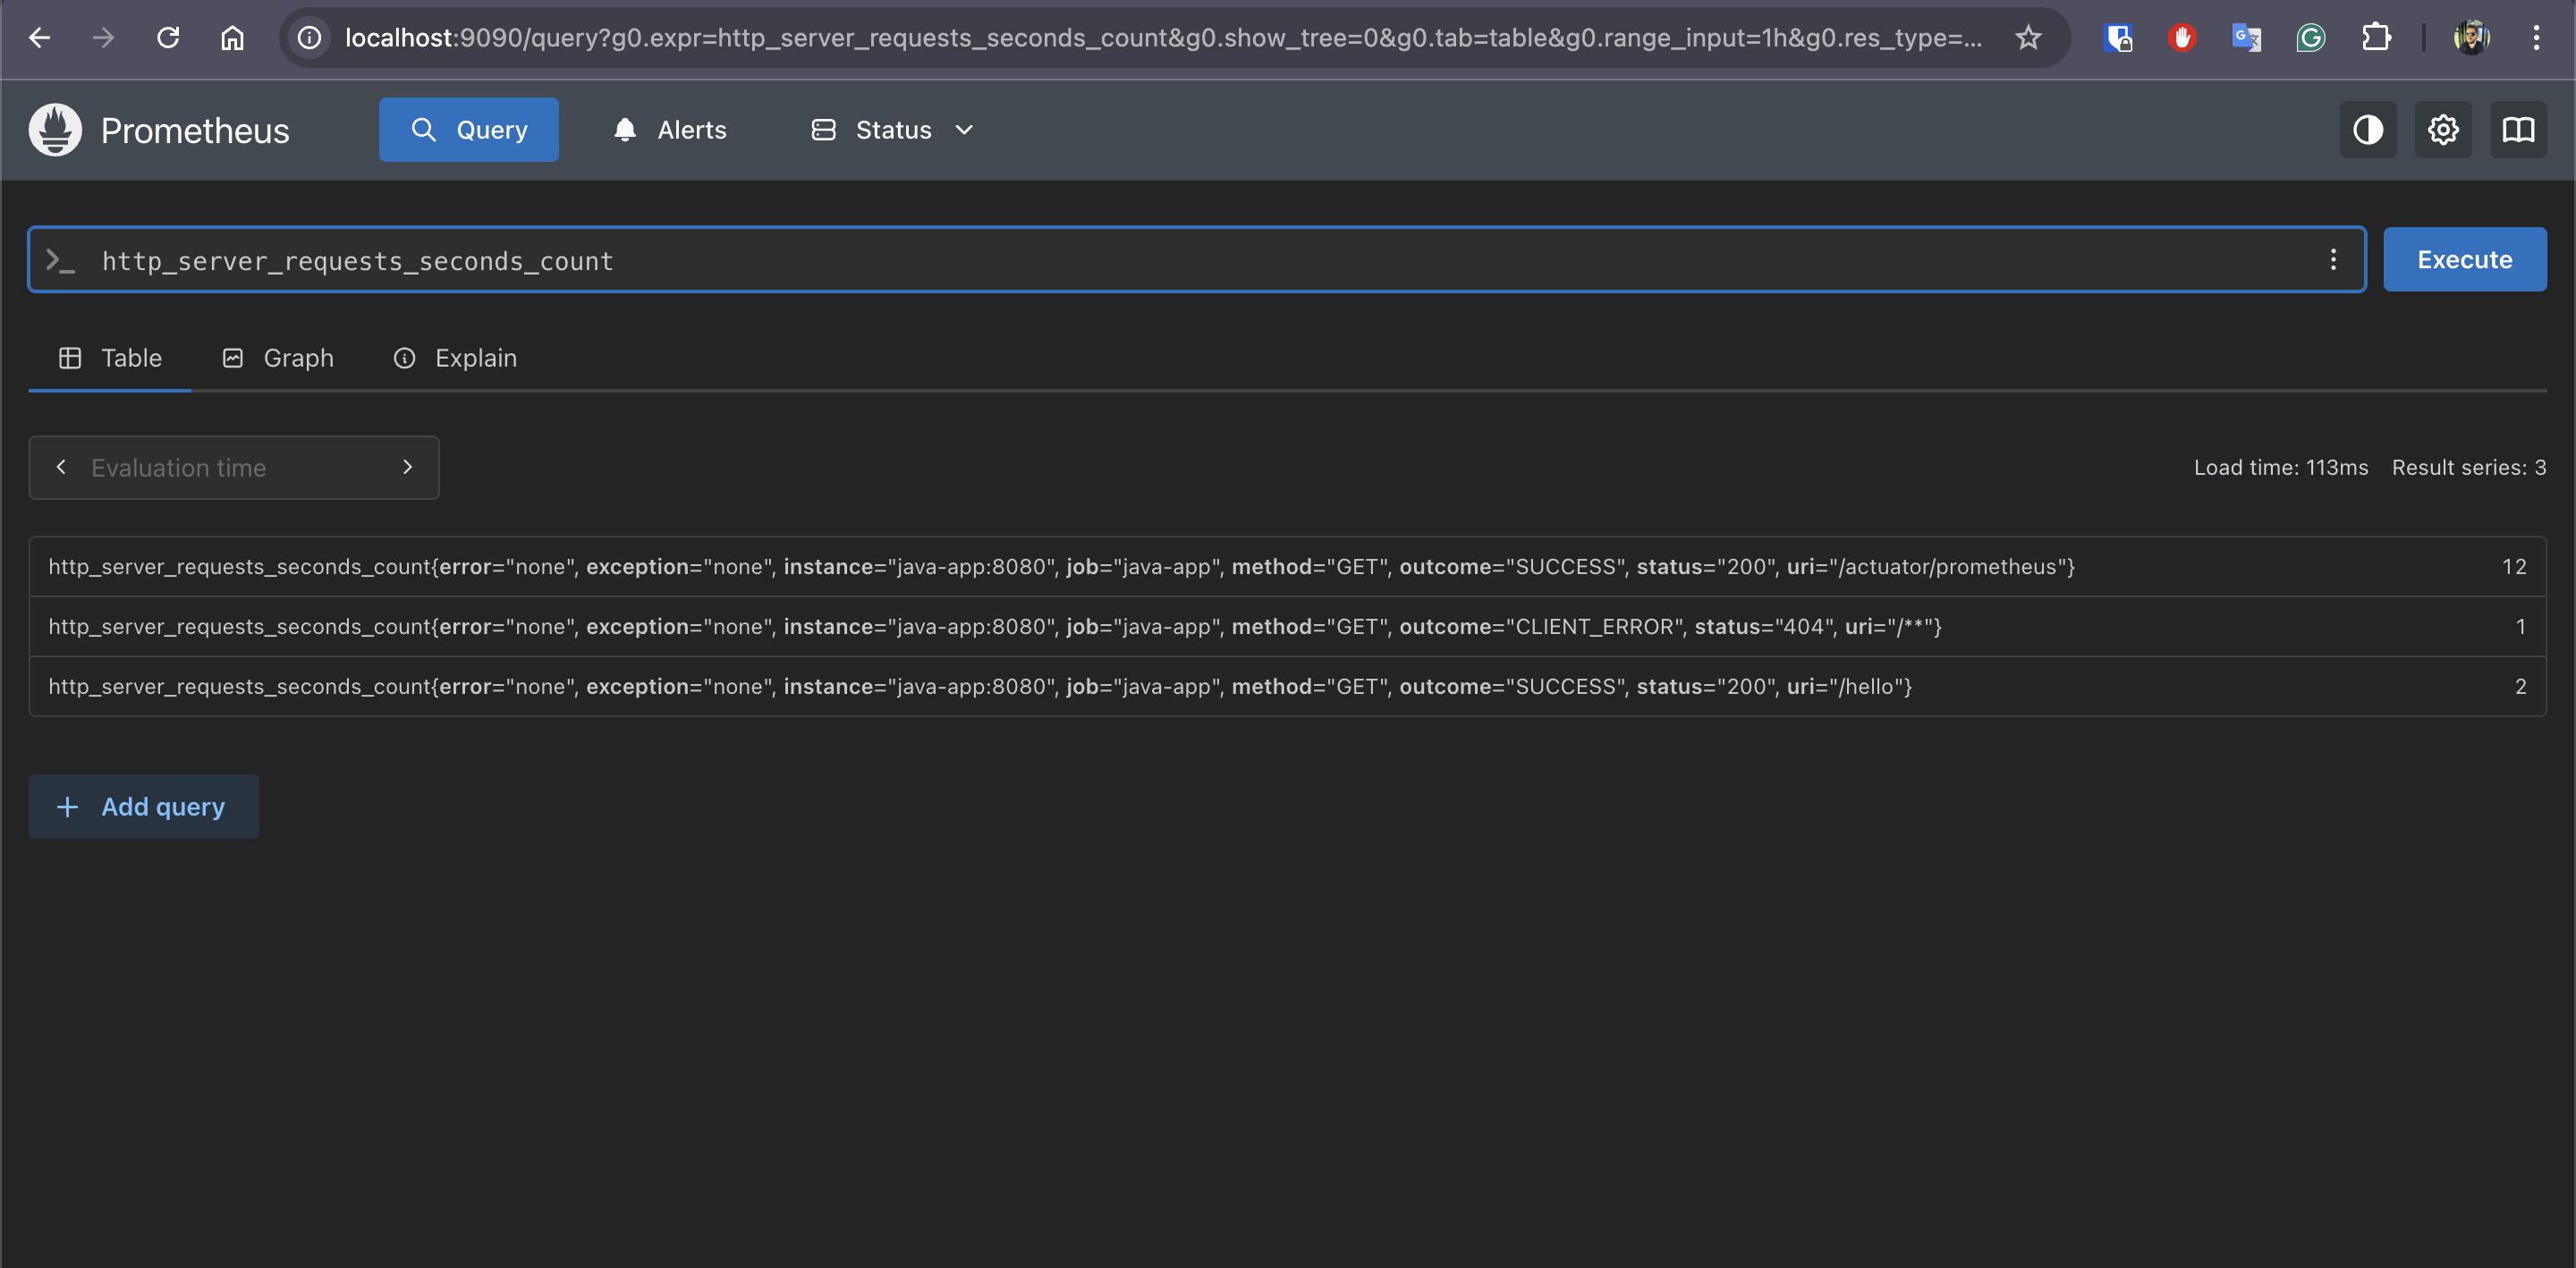 localhost:9090/query?g0.expr=http_server_requests_seconds_count&g0.show_tree=0&g0.tab=table&g0.range_input=1h&g0.res_type=...
Prometheus
Query
Alerts
Status
>_ http_server_requests_seconds_count
Execute
Table
Graph
Explain
Evaluation time
Load time: 113ms Result series: 3
http_server_requests_seconds_count{error="none", exception="none", instance="java-app:8080", job="java-app", method="GET", outcome="SUCCESS", status="200", uri="/actuator/prometheus"} 12
http_server_requests_seconds_count{error="none", exception="none", instance="java-app:8080", job="java-app", method="GET", outcome="CLIENT_ERROR", status="404", uri="/**"} 1
http_server_requests_seconds_count{error="none", exception="none", instance="java-app:8080", job="java-app", method="GET", outcome="SUCCESS", status="200", uri="/hello"} 2
+ Add query